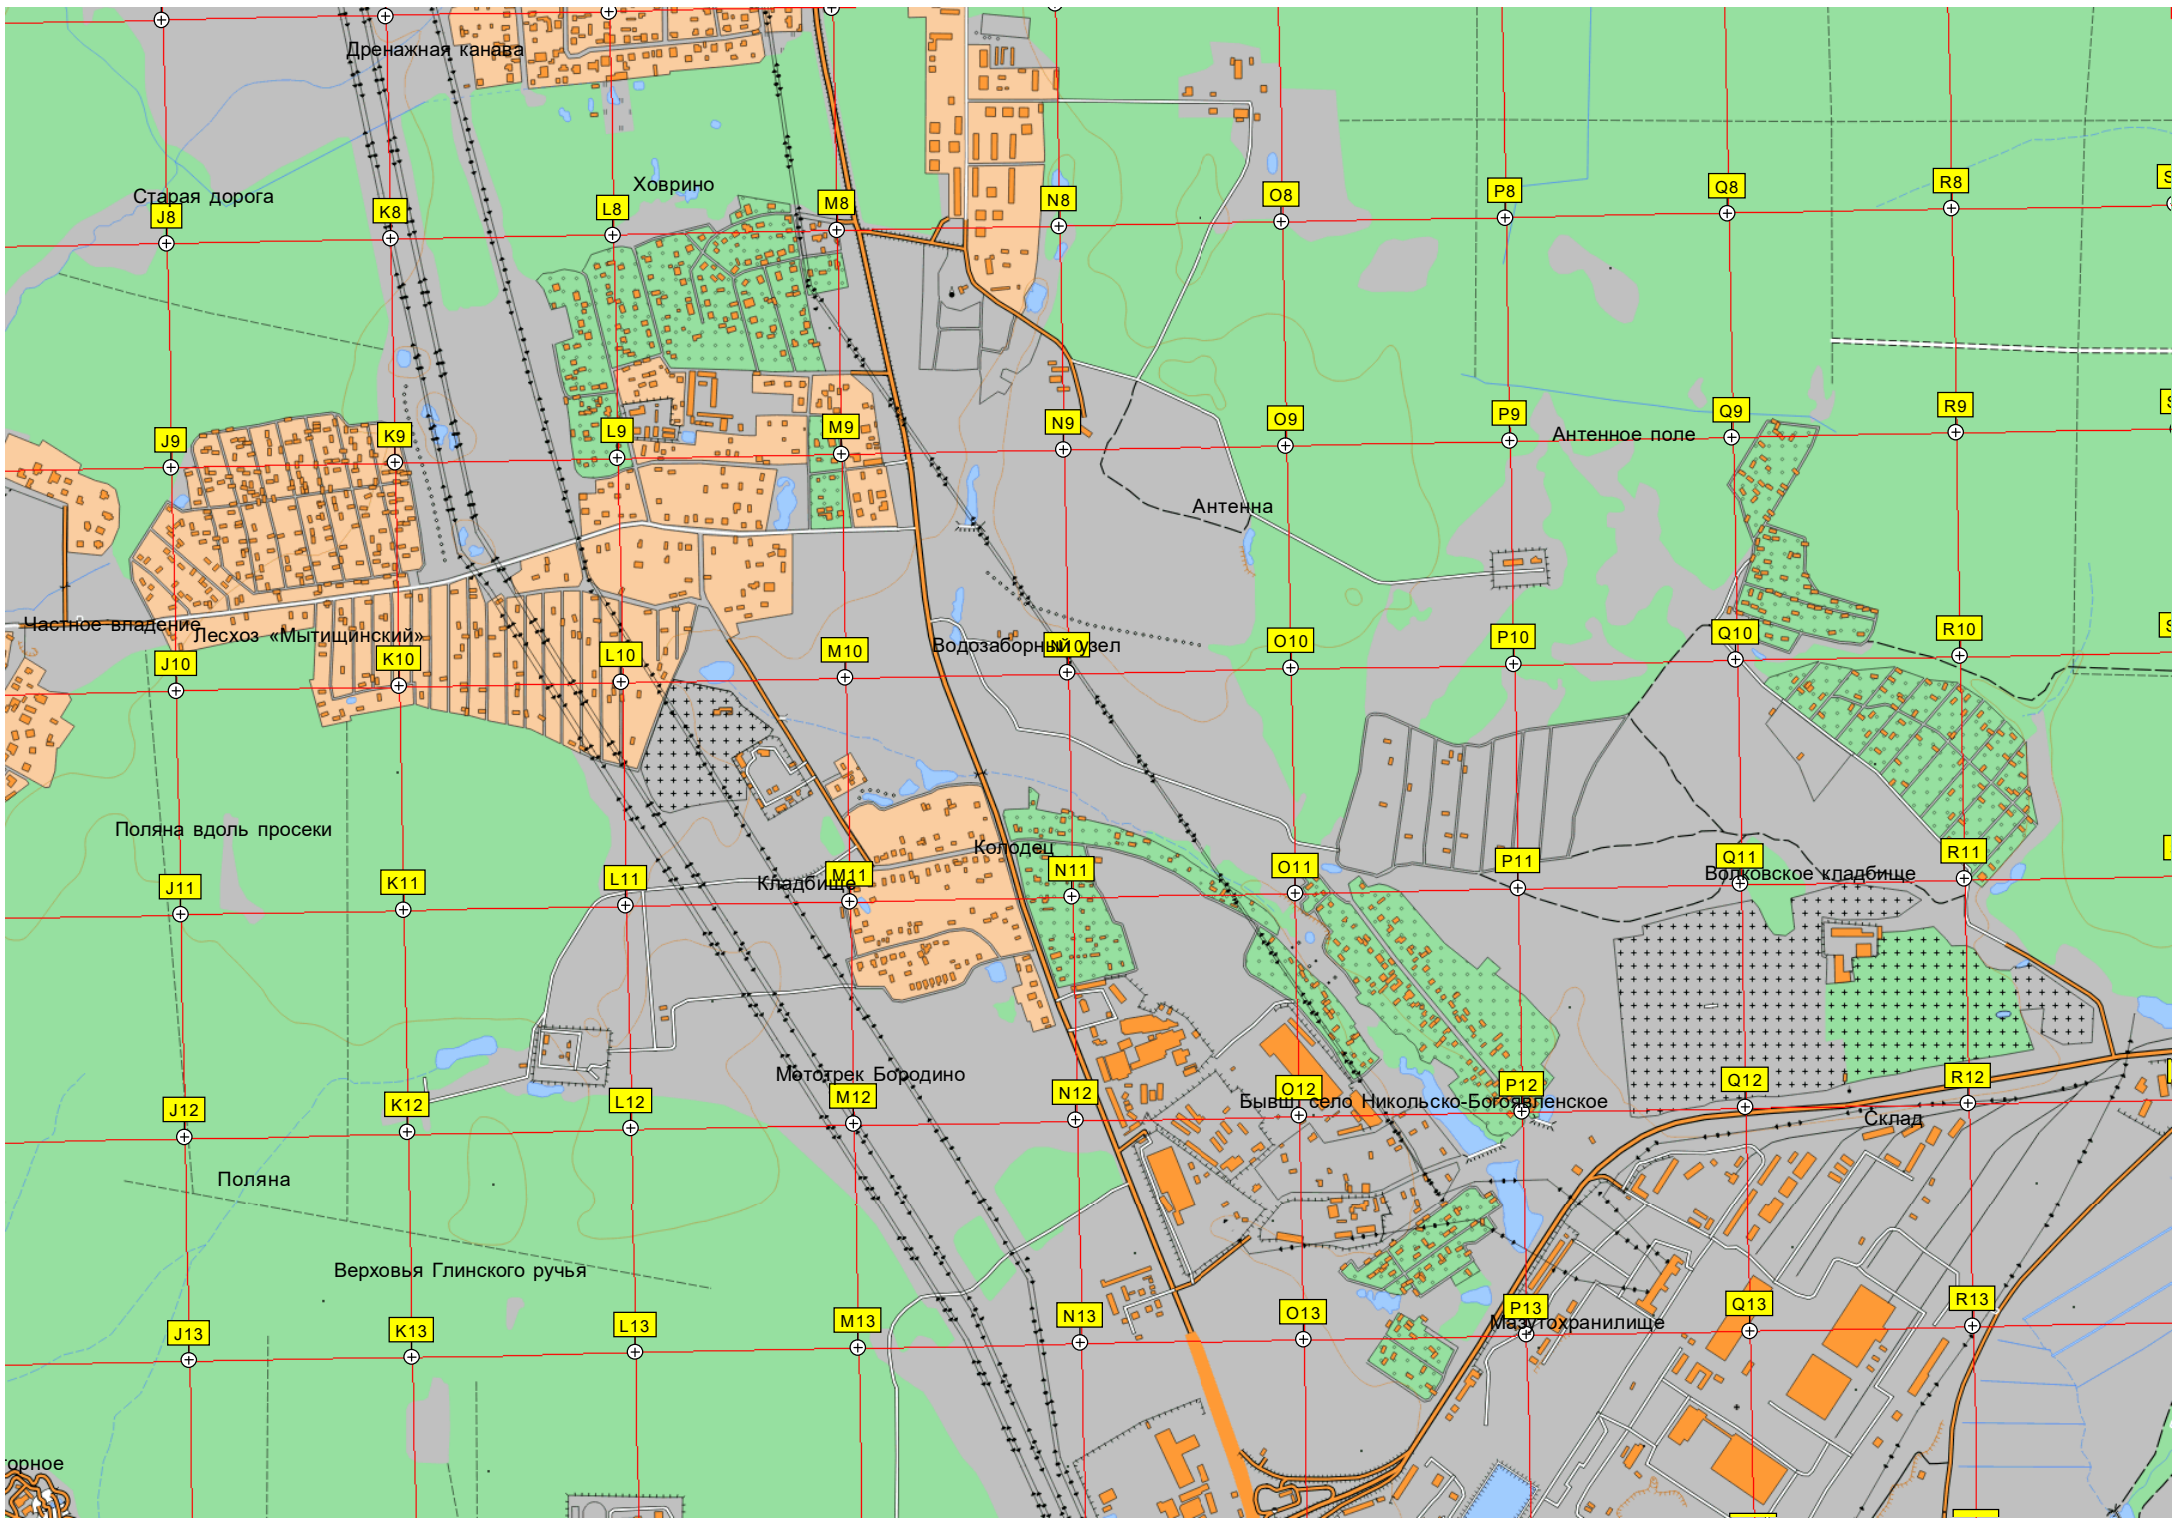 Дренажная канава
Ховрино
Старая дорога
J8
K8
L8
M8
N8
O8
P8
Q8
R8
J9
K9
L9
M9
N9
O9
P9
Q9
R9
Антенное поле
Антенна
Частное владение
Лесхоз «Мытищинский»
Водозаборный узел
J10
K10
L10
M10
N10
O10
P10
Q10
R10
Поляна вдоль просеки
Колодец
Кладбище
Волковское кладбище
J11
K11
L11
M11
N11
O11
P11
Q11
R11
Мототрек Бородино
Бывш. село Никольско-Богоявленское
Склад
J12
K12
L12
M12
N12
O12
P12
Q12
R12
Поляна
Верховья Глинского ручья
Мазутохранилище
J13
K13
L13
M13
N13
O13
P13
Q13
R13
горное